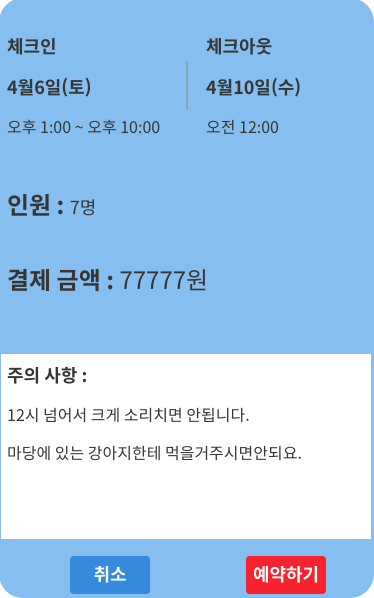 체크인
체크아웃
4월6일(토)
4월10일(수)
오후 1:00 ~ 오후 10:00
오전 12:00
인원 : 7명
결제 금액 : 77777원
주의 사항 :
12시 넘어서 크게 소리치면 안됩니다.
마당에 있는 강아지한테 먹을거주시면안되요.
취소
예약하기